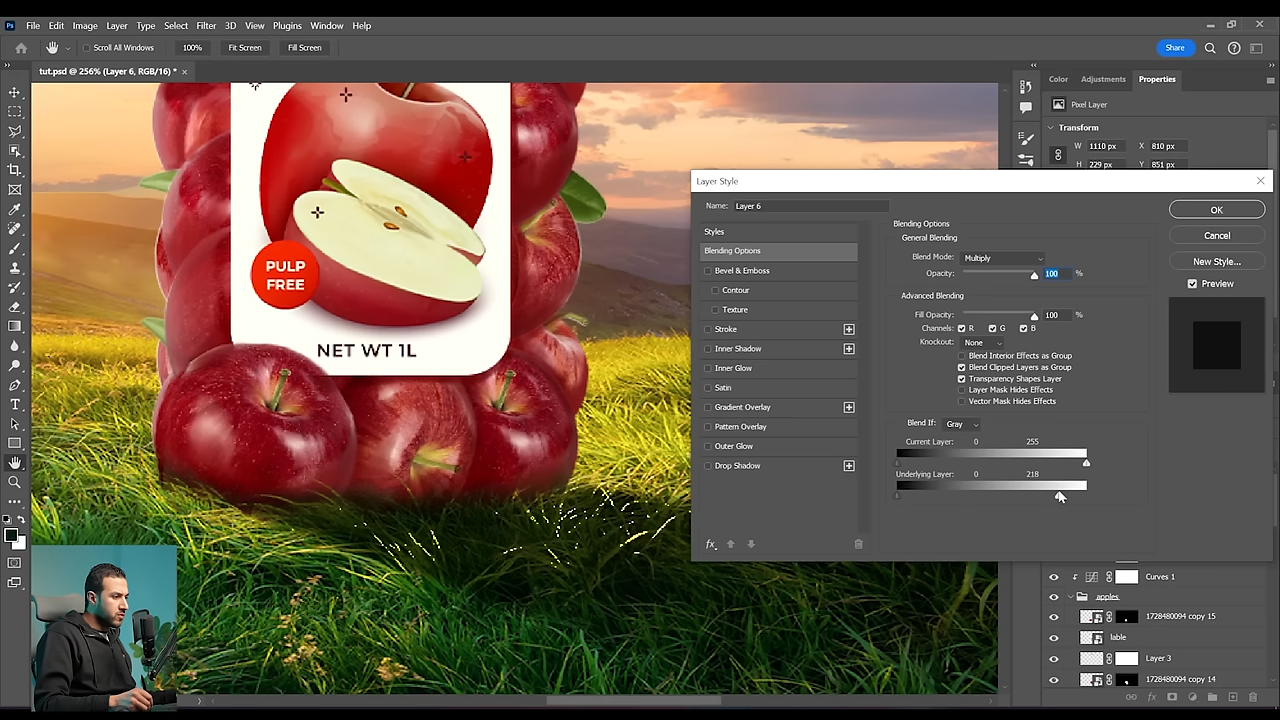 Ps File Edit Image Layer Type Select Filter 3D View Plugins Window Help
Scroll All Windows 100% Fit Screen Fill Screen Share
tut.psd @ 256% (Layer 6, RGB/16) * ×
Color Adjustments Properties
Pixel Layer
Transform
W 1110 px X 810 px
H 229 px Y 851 px
PULP
FREE
NET WT 1L
Layer Style
Name: Layer 6
Styles
Blending Options
Bevel & Emboss
Contour
Texture
Stroke
Inner Shadow
Inner Glow
Satin
Gradient Overlay
Pattern Overlay
Outer Glow
Drop Shadow
fx
Blending Options
General Blending
Blend Mode: Multiply
Opacity: 100 %
Advanced Blending
Fill Opacity: 100 %
Channels: R G B
Knockout: None
Blend Interior Effects as Group
Blend Clipped Layers as Group
Transparency Shapes Layer
Layer Mask Hides Effects
Vector Mask Hides Effects
Blend If: Gray
Current Layer: 0 255
Underlying Layer: 0 218
OK
Cancel
New Style...
Preview
Curves 1
apples
1728480094 copy 15
lable
Layer 3
1728480094 copy 14
fx